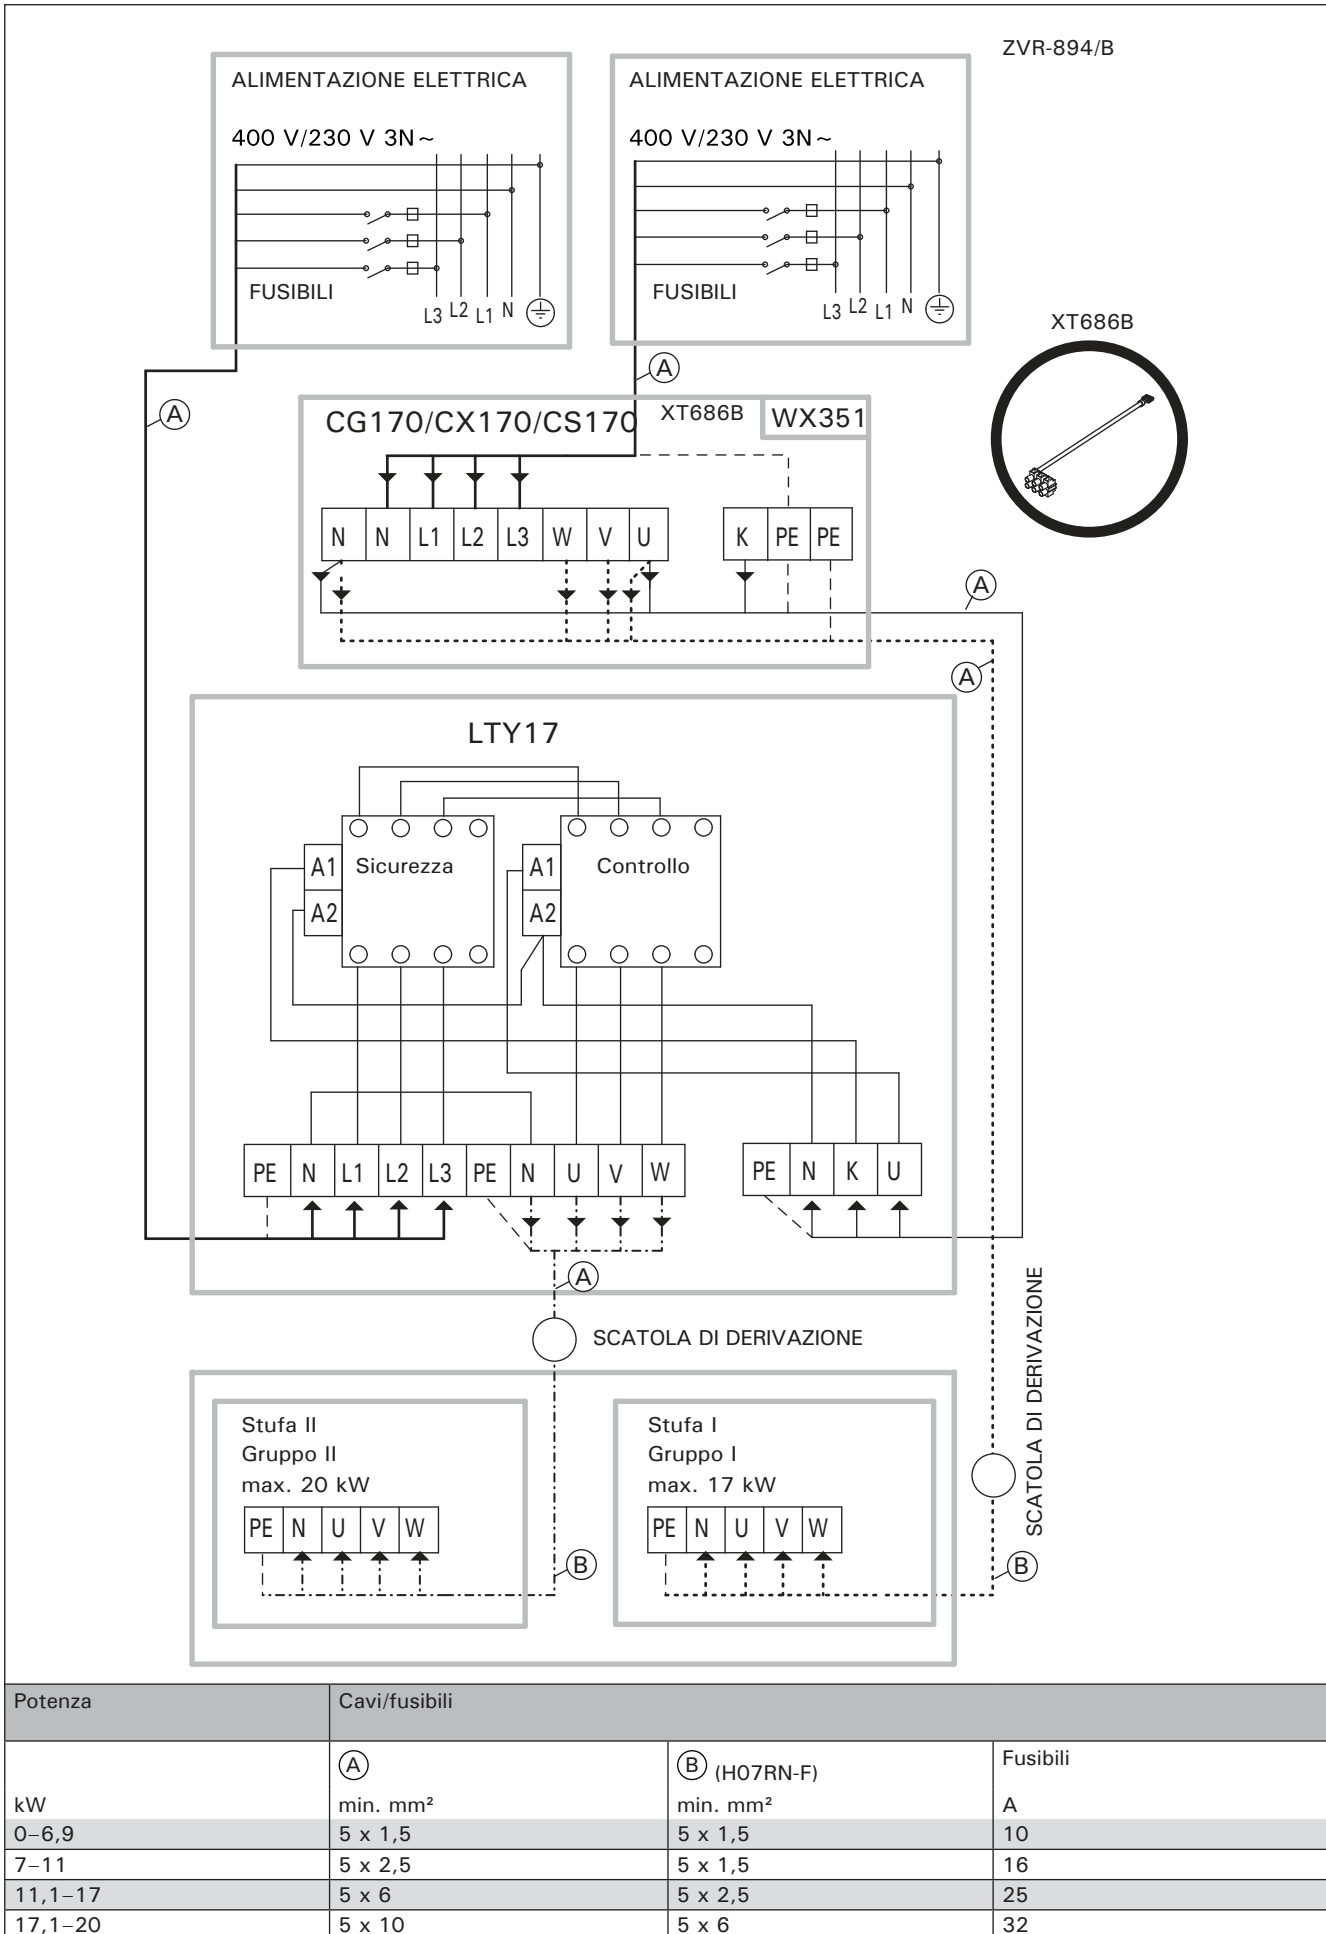 ZVR-894/B
ALIMENTAZIONE ELETTRICA
400 V/230 V 3N~
FUSIBILI
L3 L2 L1 N
ALIMENTAZIONE ELETTRICA
400 V/230 V 3N~
FUSIBILI
L3 L2 L1 N
XT686B
A
A
CG170/CX170/CS170
XT686B
WX351
N N L1 L2 L3 W V U
K PE PE
A
A
LTY17
A1
A2
Sicurezza
A1
A2
Controllo
PE N L1 L2 L3 PE N U V W
PE N K U
A
SCATOLA DI DERIVAZIONE
SCATOLA DI DERIVAZIONE
Stufa II
Gruppo II
max. 20 kW
PE N U V W
B
Stufa I
Gruppo I
max. 17 kW
PE N U V W
B
Potenza Cavi/fusibili
A B (H07RN-F) Fusibili
kW min. mm² min. mm² A
0–6,9 5 x 1,5 5 x 1,5 10
7–11 5 x 2,5 5 x 1,5 16
11,1–17 5 x 6 5 x 2,5 25
17,1–20 5 x 10 5 x 6 32